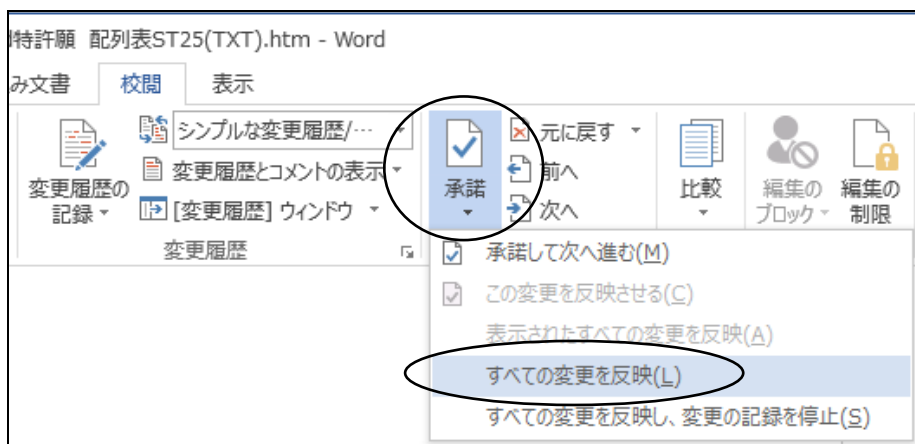 特許願 配列表ST25(TXT).htm - Word
み文書 校閲 表示
シンプルな変更履歴/…
変更履歴とコメントの表示
[変更履歴] ウィンドウ
変更履歴の
記録
変更履歴
承諾
元に戻す
前へ
次へ
比較
編集の
ブロック
編集の
制限
承諾して次へ進む(M)
この変更を反映させる(C)
表示されたすべての変更を反映(A)
すべての変更を反映(L)
すべての変更を反映し、変更の記録を停止(S)